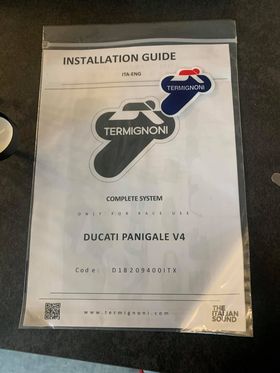 INSTALLATION GUIDE
ITA-ENG
TERMIGNONI
TERMIGNONI
COMPLETE SYSTEM
ONLY FOR RACE USE
DUCATI PANIGALE V4
Code: D18209400ITX
www.termignoni.com
THE
ITALIAN
SOUND